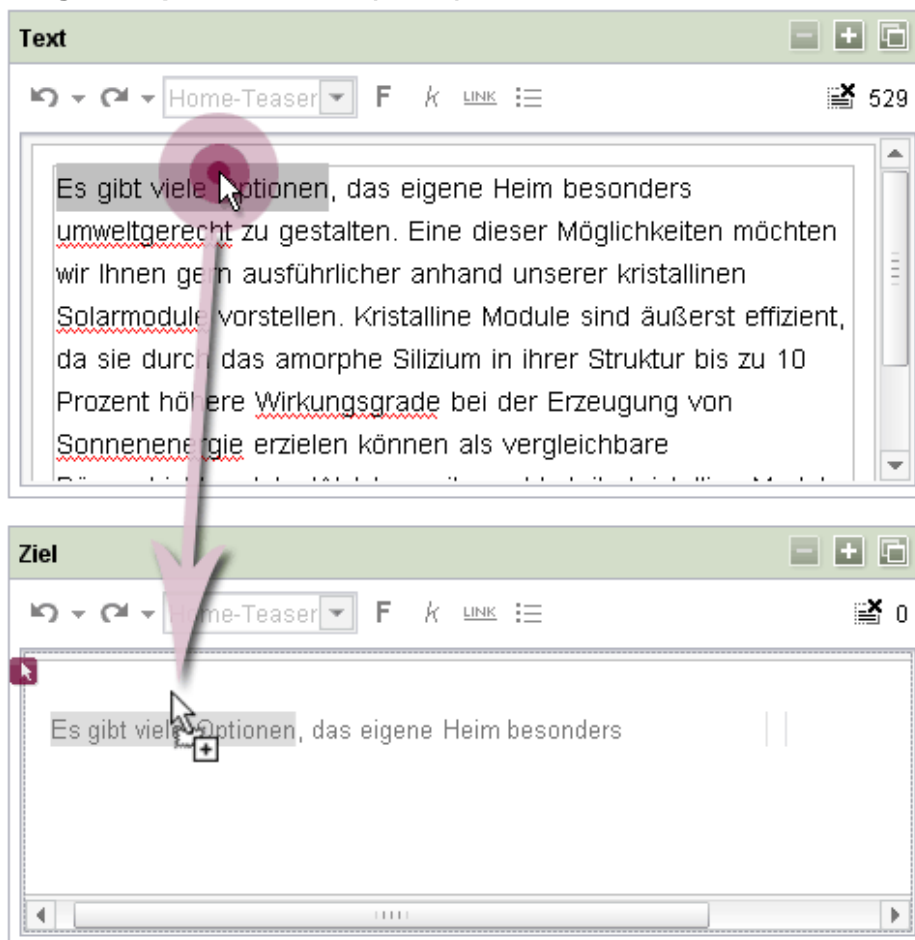 Text
Home-Teaser F k LINK 529
Es gibt viele Optionen, das eigene Heim besonders
umweltgerecht zu gestalten. Eine dieser Möglichkeiten möchten
wir Ihnen gern ausführlicher anhand unserer kristallinen
Solarmodule vorstellen. Kristalline Module sind äußerst effizient,
da sie durch das amorphe Silizium in ihrer Struktur bis zu 10
Prozent höhere Wirkungsgrade bei der Erzeugung von
Sonnenenergie erzielen können als vergleichbare
Ziel
Home-Teaser F k LINK 0
Es gibt viele Optionen, das eigene Heim besonders